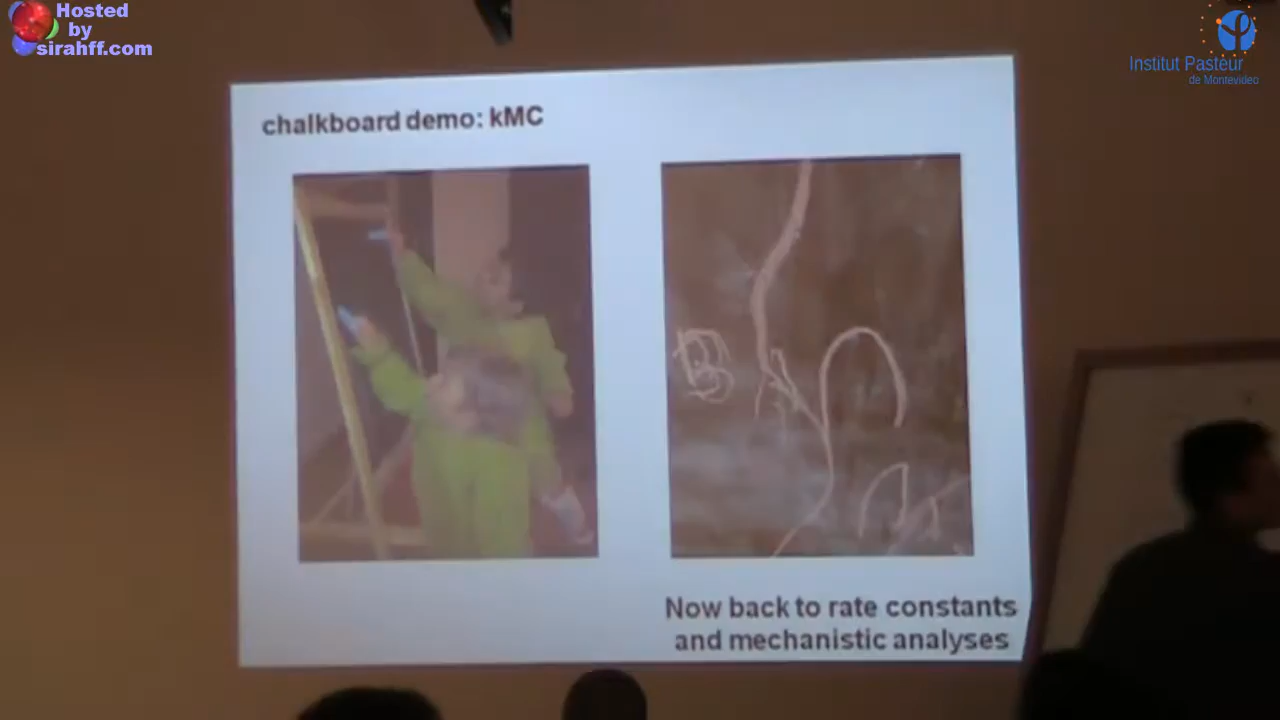 Hosted
by
sirahff.com
Institut Pasteur
de Montevideo
chalkboard demo: kMC
B
Now back to rate constants
and mechanistic analyses